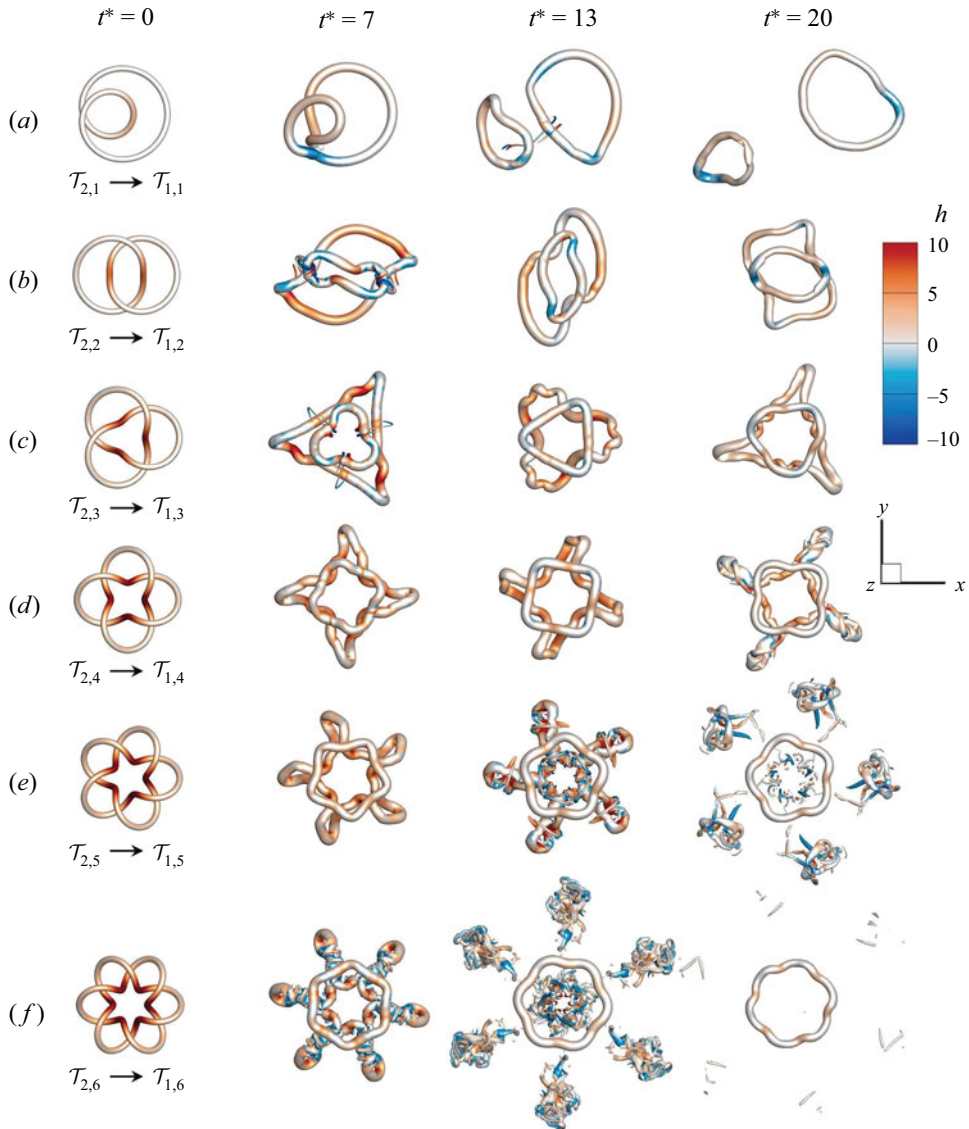 t* = 0 t* = 7 t* = 13 t* = 20
(a)
𝒯2,1 → 𝒯1,1
h
(b)
10
5
0
−5
−10
𝒯2,2 → 𝒯1,2
(c)
𝒯2,3 → 𝒯1,3
y
z x
(d)
𝒯2,4 → 𝒯1,4
(e)
𝒯2,5 → 𝒯1,5
(f)
𝒯2,6 → 𝒯1,6